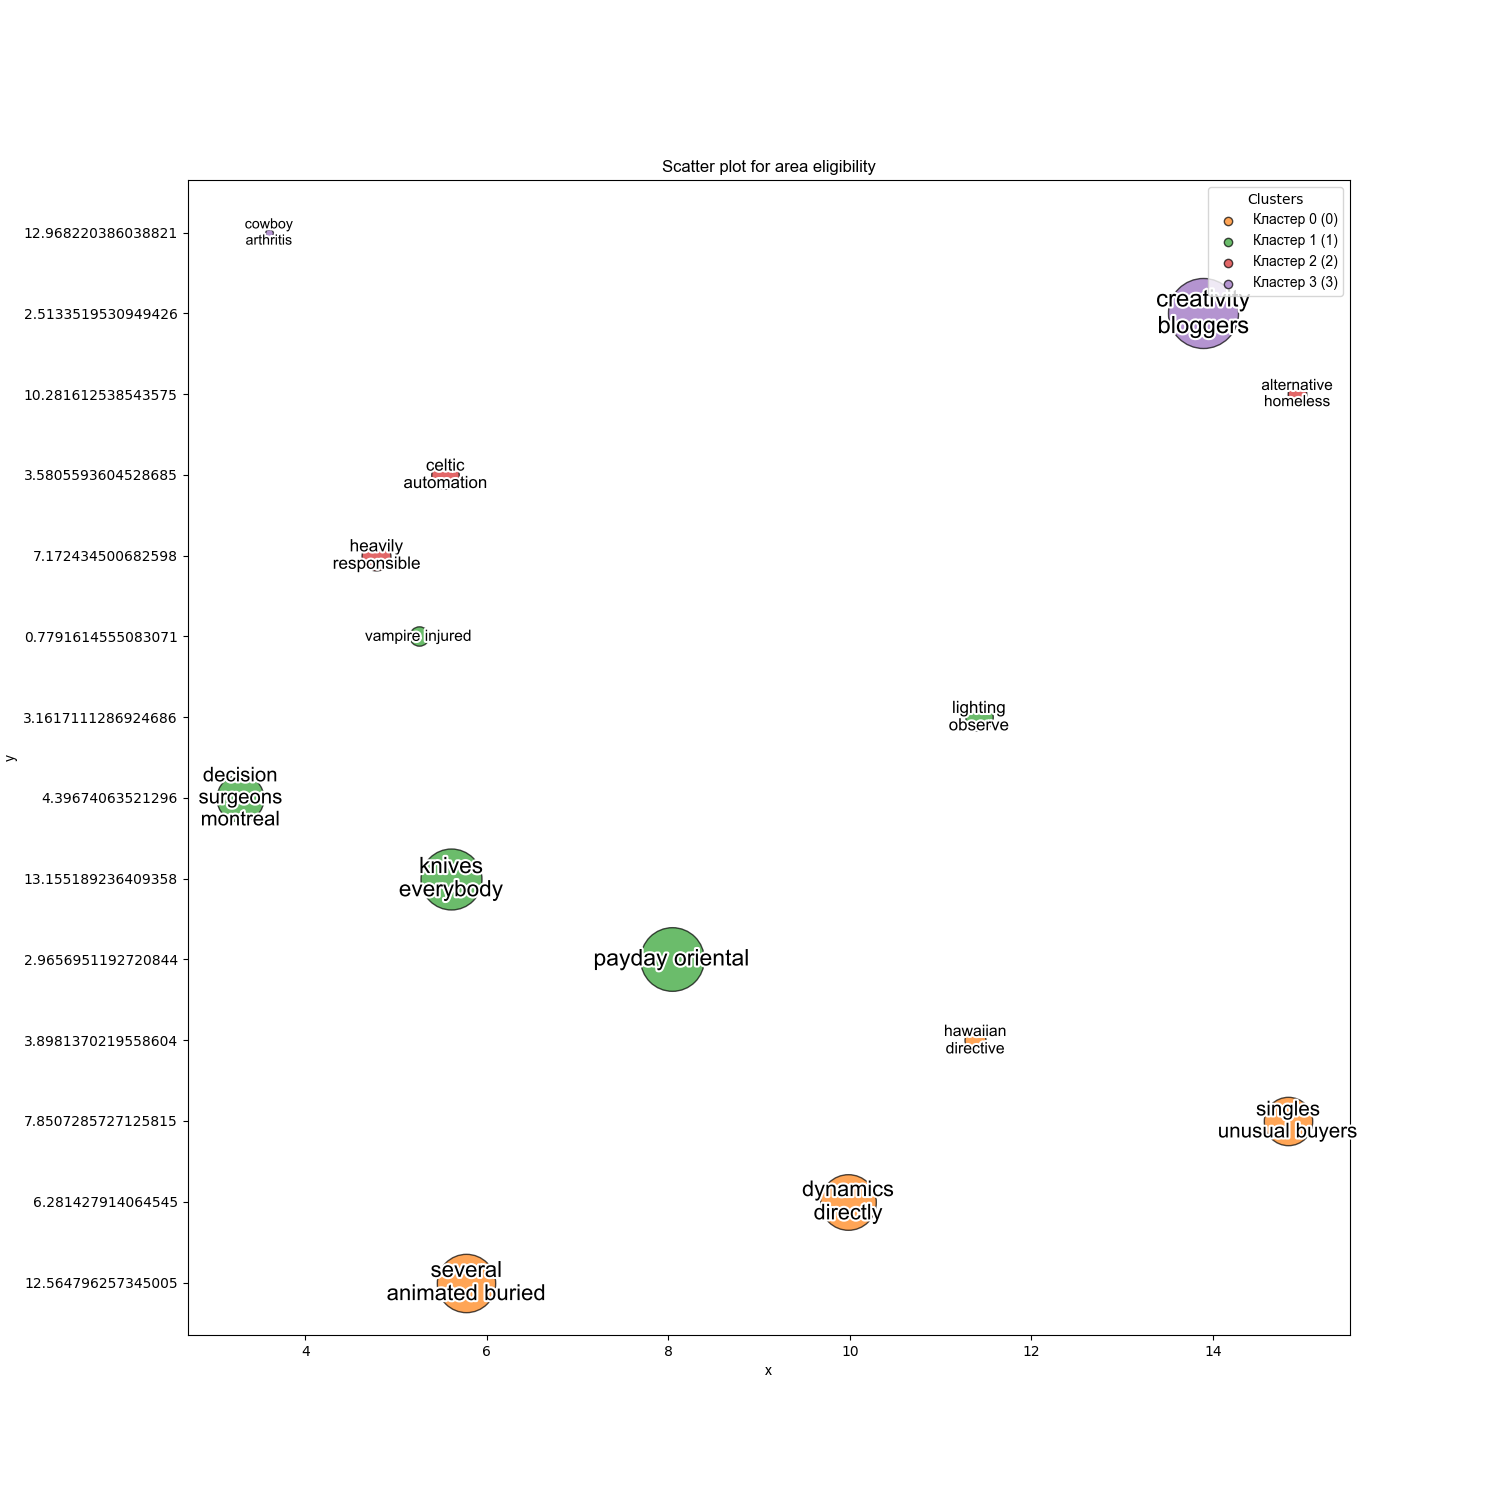 Scatter plot for area eligibility
Clusters
Кластер 0 (0)
Кластер 1 (1)
Кластер 2 (2)
Кластер 3 (3)
12.968220386038821
2.5133519530949426
10.281612538543575
3.5805593604528685
7.172434500682598
0.7791614555083071
3.1617111286924686
4.39674063521296
13.155189236409358
2.9656951192720844
3.8981370219558604
7.8507285727125815
6.281427914064545
12.564796257345005
y
cowboy
arthritis
creativity
bloggers
alternative
homeless
celtic
automation
heavily
responsible
vampire injured
lighting
observe
decision
surgeons
montreal
knives
everybody
payday oriental
hawaiian
directive
singles
unusual buyers
dynamics
directly
several
animated buried
4
6
8
10
12
14
x